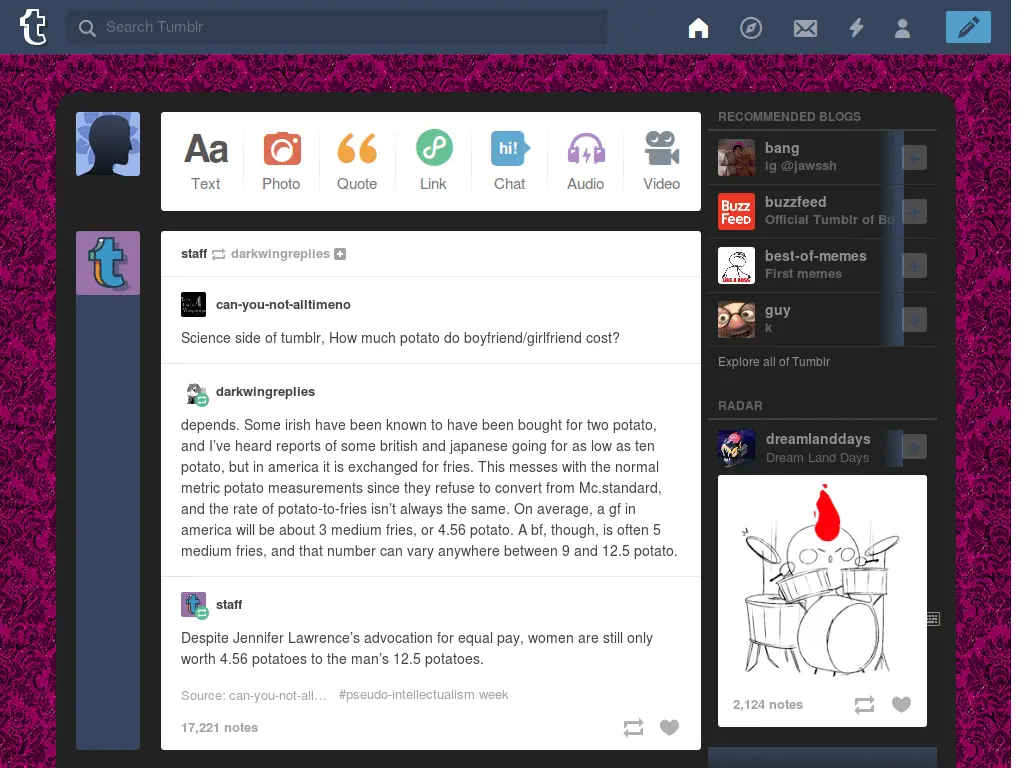 Search Tumblr
Aa
hi!
Text
Photo
Quote
Link
Chat
Audio
Video
staff darkwingreplies
can-you-not-alltimeno
Science side of tumblr, How much potato do boyfriend/girlfriend cost?
darkwingreplies
depends. Some irish have been known to have been bought for two potato,
and I’ve heard reports of some british and japanese going for as low as ten
potato, but in america it is exchanged for fries. This messes with the normal
metric potato measurements since they refuse to convert from Mc.standard,
and the rate of potato-to-fries isn’t always the same. On average, a gf in
america will be about 3 medium fries, or 4.56 potato. A bf, though, is often 5
medium fries, and that number can vary anywhere between 9 and 12.5 potato.
staff
Despite Jennifer Lawrence’s advocation for equal pay, women are still only
worth 4.56 potatoes to the man’s 12.5 potatoes.
Source: can-you-not-all… #pseudo-intellectualism week
17,221 notes
RECOMMENDED BLOGS
bang
ig @jawssh
Buzz
FeeD
buzzfeed
Official Tumblr of Bu
LIKE A BOSS
best-of-memes
First memes
guy
k
Explore all of Tumblr
RADAR
dreamlanddays
Dream Land Days
2,124 notes